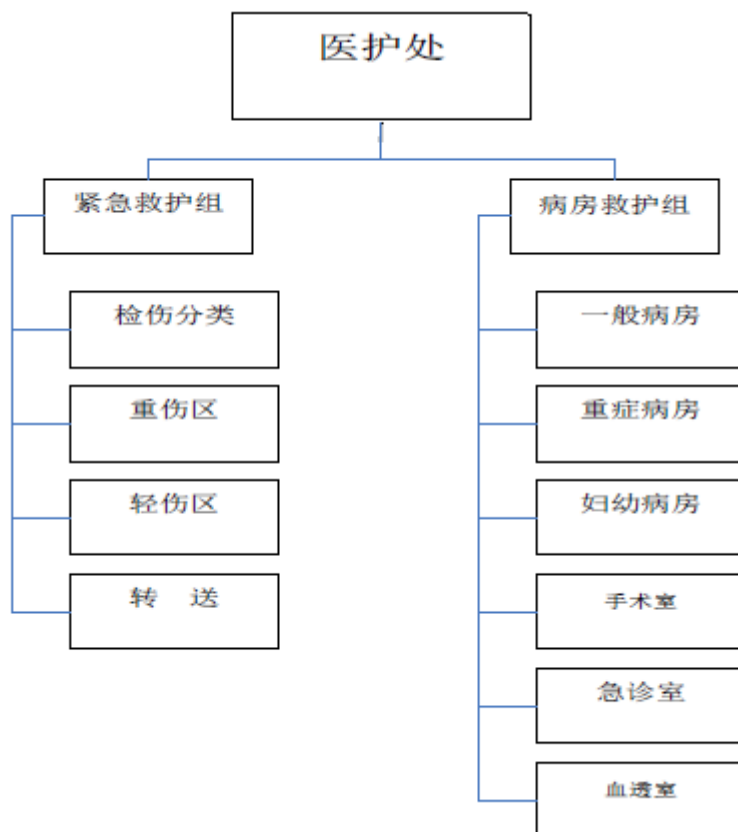 医护处
紧急救护组
病房救护组
检伤分类
一般病房
重伤区
重症病房
轻伤区
妇幼病房
转 送
手术室
急诊室
血透室